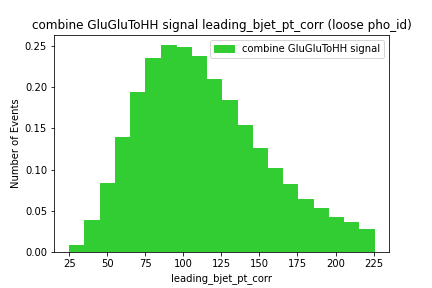 combine GluGluToHH signal leading_bjet_pt_corr (loose pho_id)
combine GluGluToHH signal
Number of Events
0.25
0.20
0.15
0.10
0.05
0.00
25 50 75 100 125 150 175 200 225
leading_bjet_pt_corr